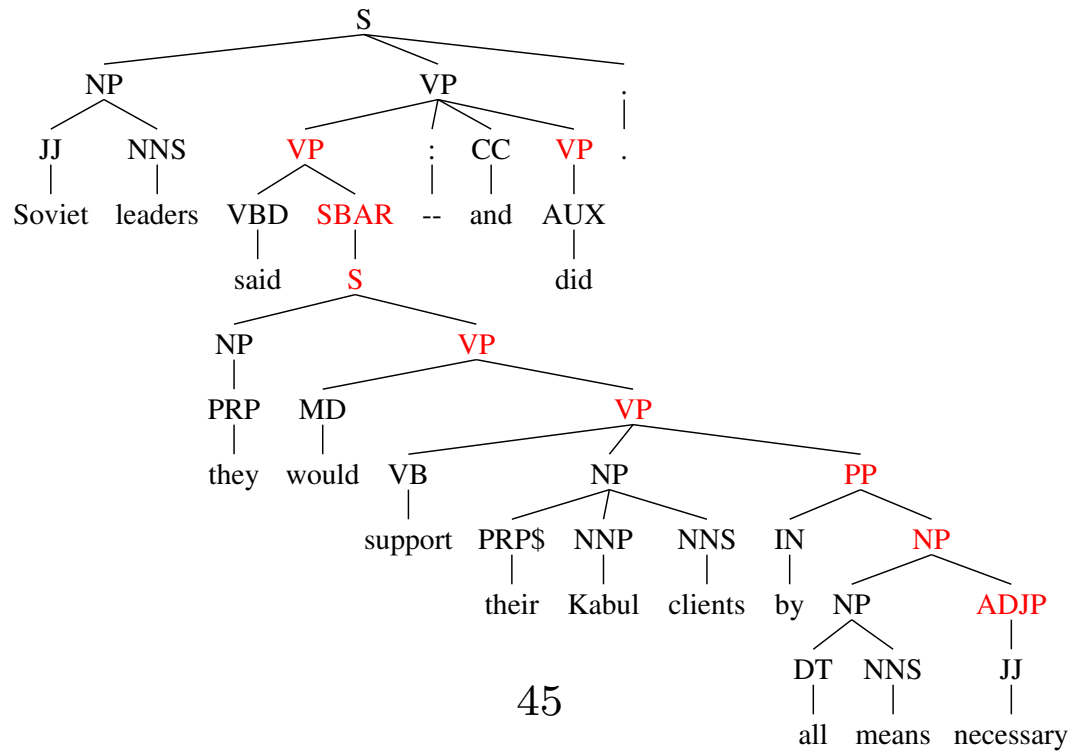 S
NP VP .
JJ NNS VP : CC VP .
Soviet leaders VBD SBAR -- and AUX
said S did
NP VP
PRP MD VP
they would VB NP PP
support PRP$ NNP NNS IN NP
their Kabul clients by NP ADJP
DT NNS JJ
45
all means necessary